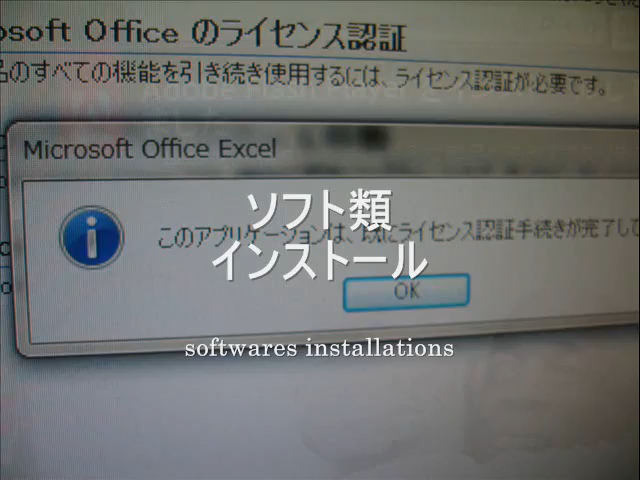 osoft Office のライセンス認証
品のすべての機能を引き続き使用するには、ライセンス認証が必要です。
Microsoft Office Excel
ソフト類
このアプリケーションは、既にライセンス認証手続きが完了して
インストール
OK
softwares installations